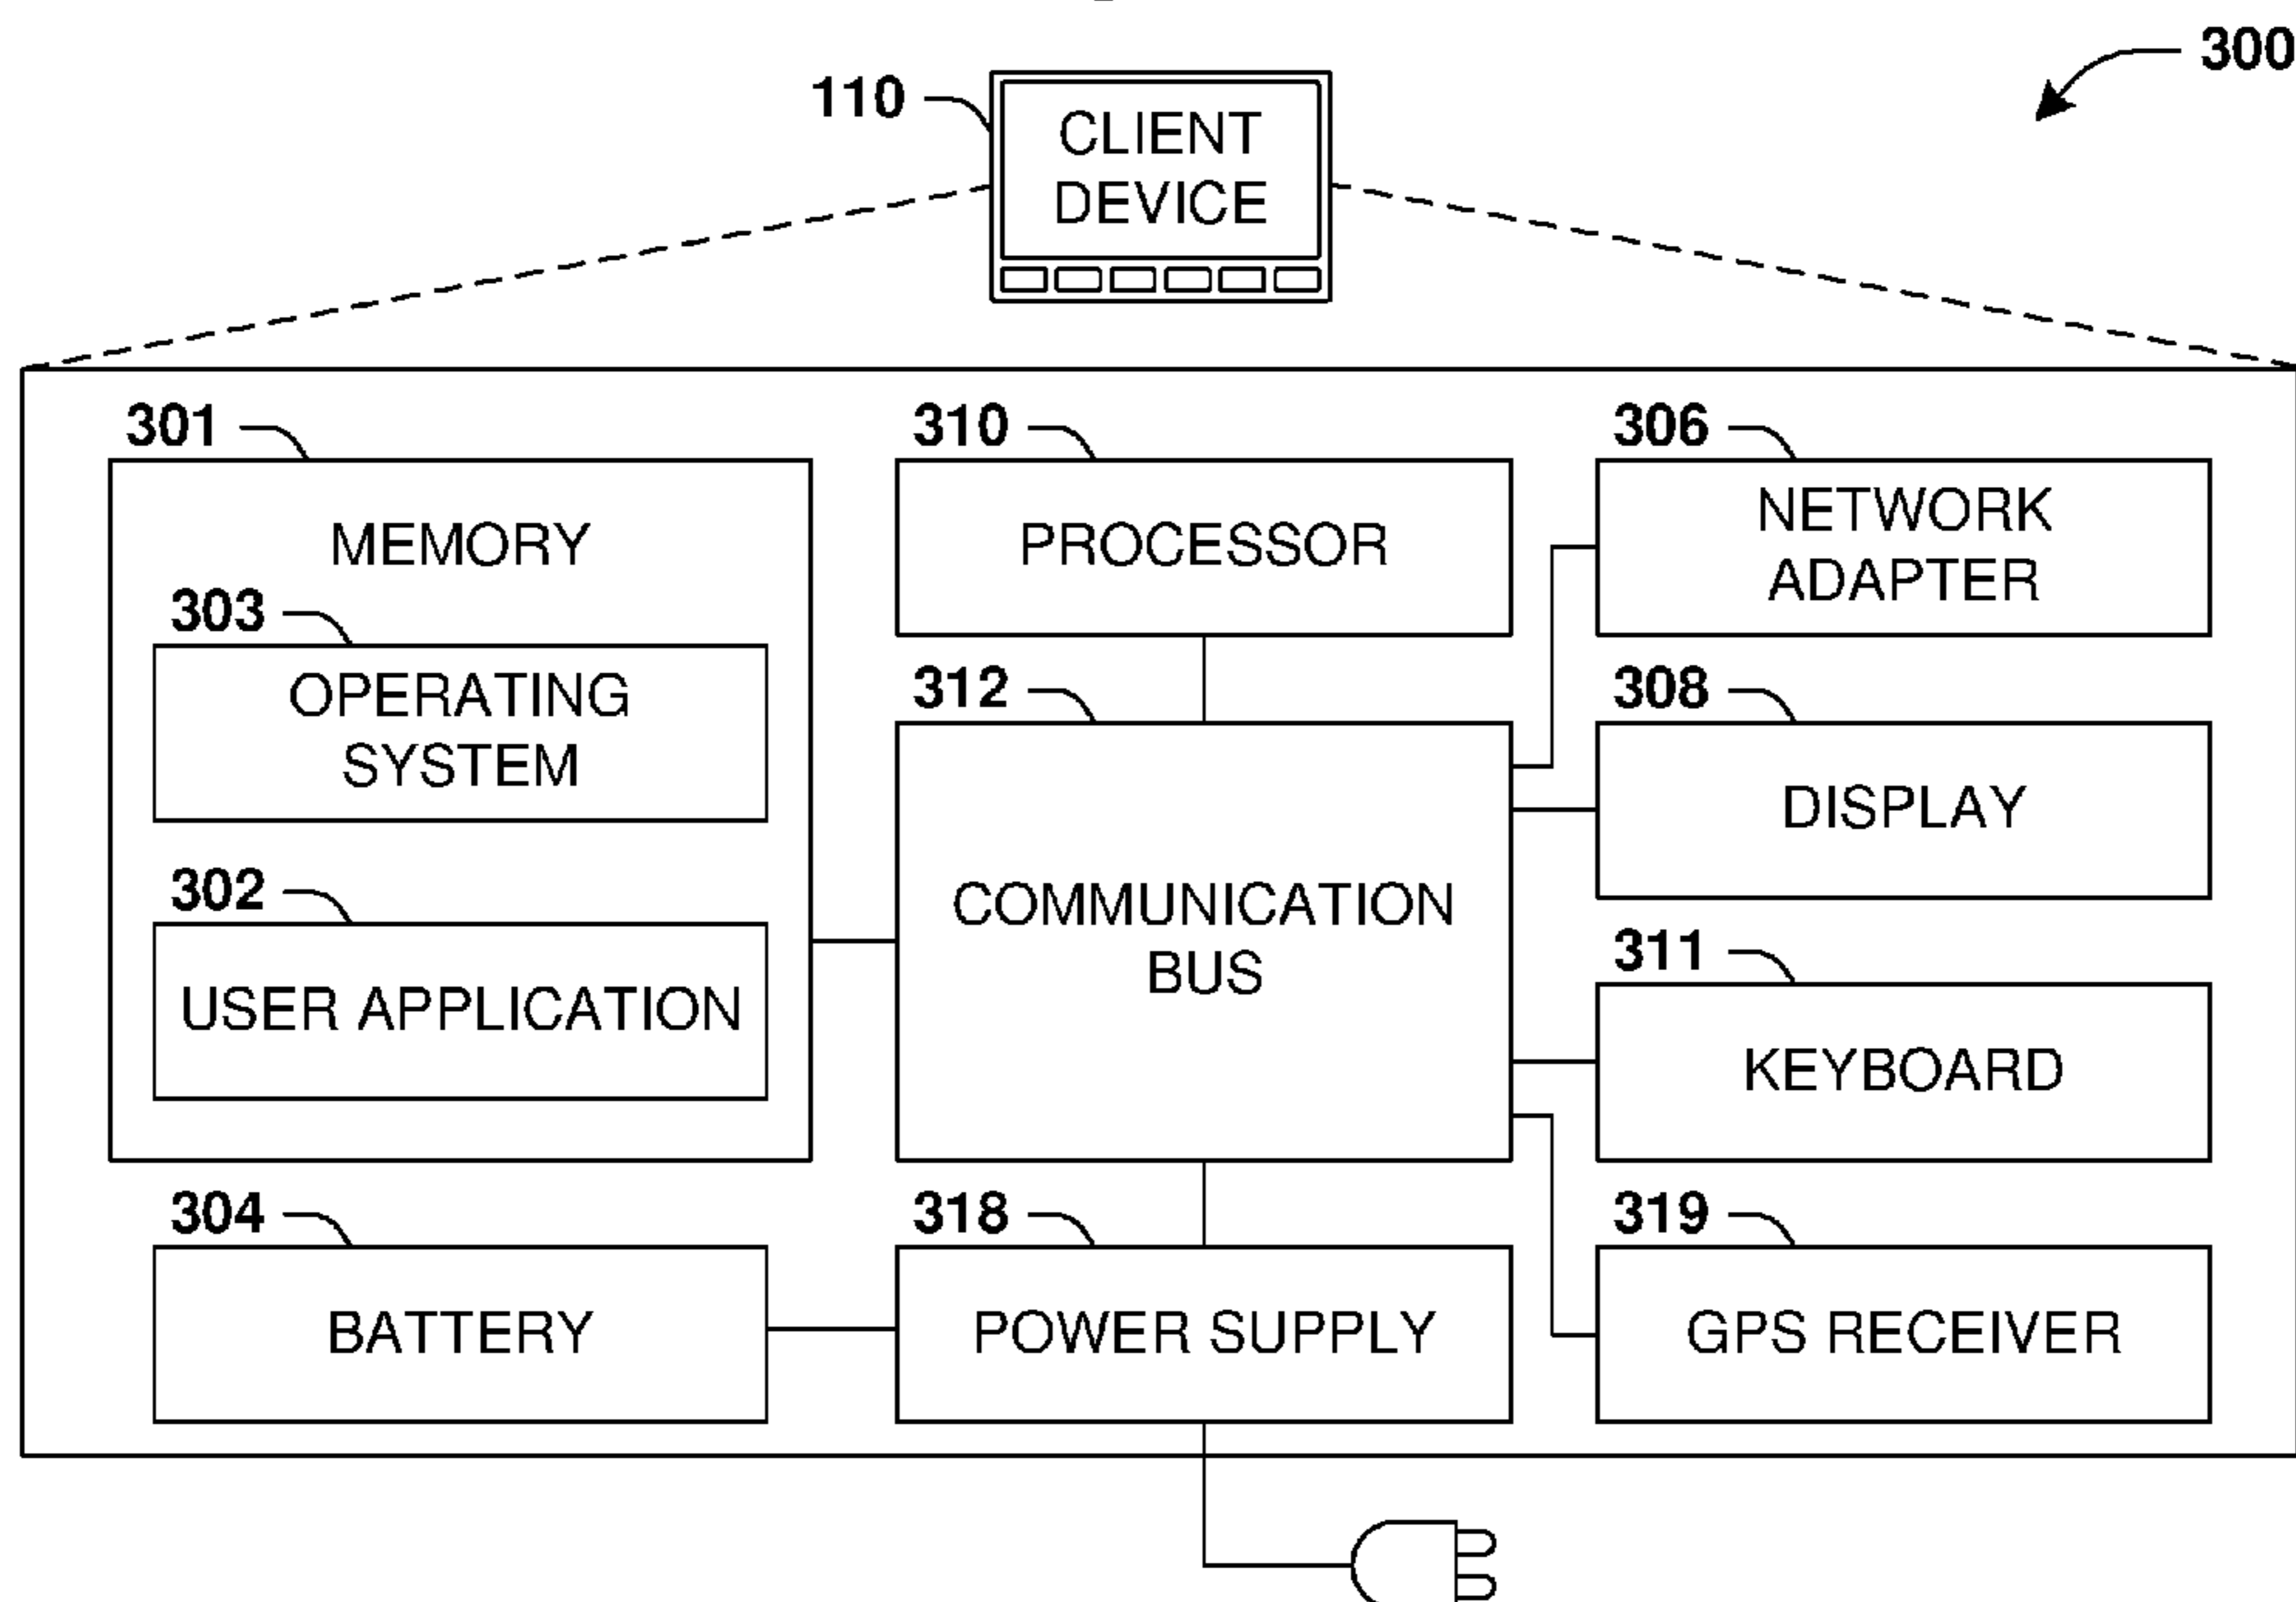 300
110
CLIENT
DEVICE
301
MEMORY
303
OPERATING
SYSTEM
302
USER APPLICATION
304
BATTERY
310
PROCESSOR
312
COMMUNICATION
BUS
318
POWER SUPPLY
306
NETWORK
ADAPTER
308
DISPLAY
311
KEYBOARD
319
GPS RECEIVER